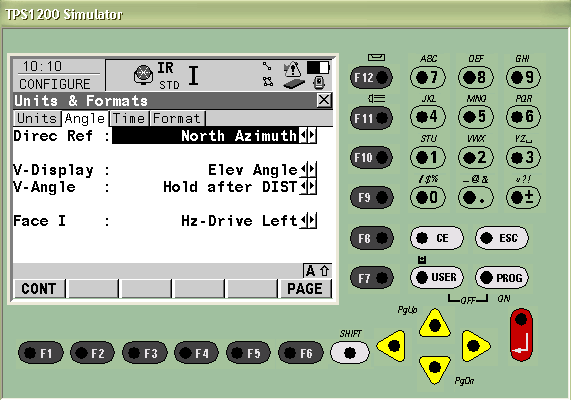 TPS1200 Simulator
10:10
CONFIGURE
IR
STD
I
Units & Formats
Units Angle Time Format
Direc Ref : North Azimuth
V-Display : Elev Angle
V-Angle : Hold after DIST
Face I : Hz-Drive Left
A
CONT PAGE
F12
ABC DEF GHI
7 8 9
F11
JKL MNO PQR
4 5 6
F10
STU VWX YZ
1 2 3
F9
/$% _@& *?!
0 . ±
F8 CE ESC
F7 USER PROG
OFF ON
PgUp
SHIFT
F1 F2 F3 F4 F5 F6
PgDn